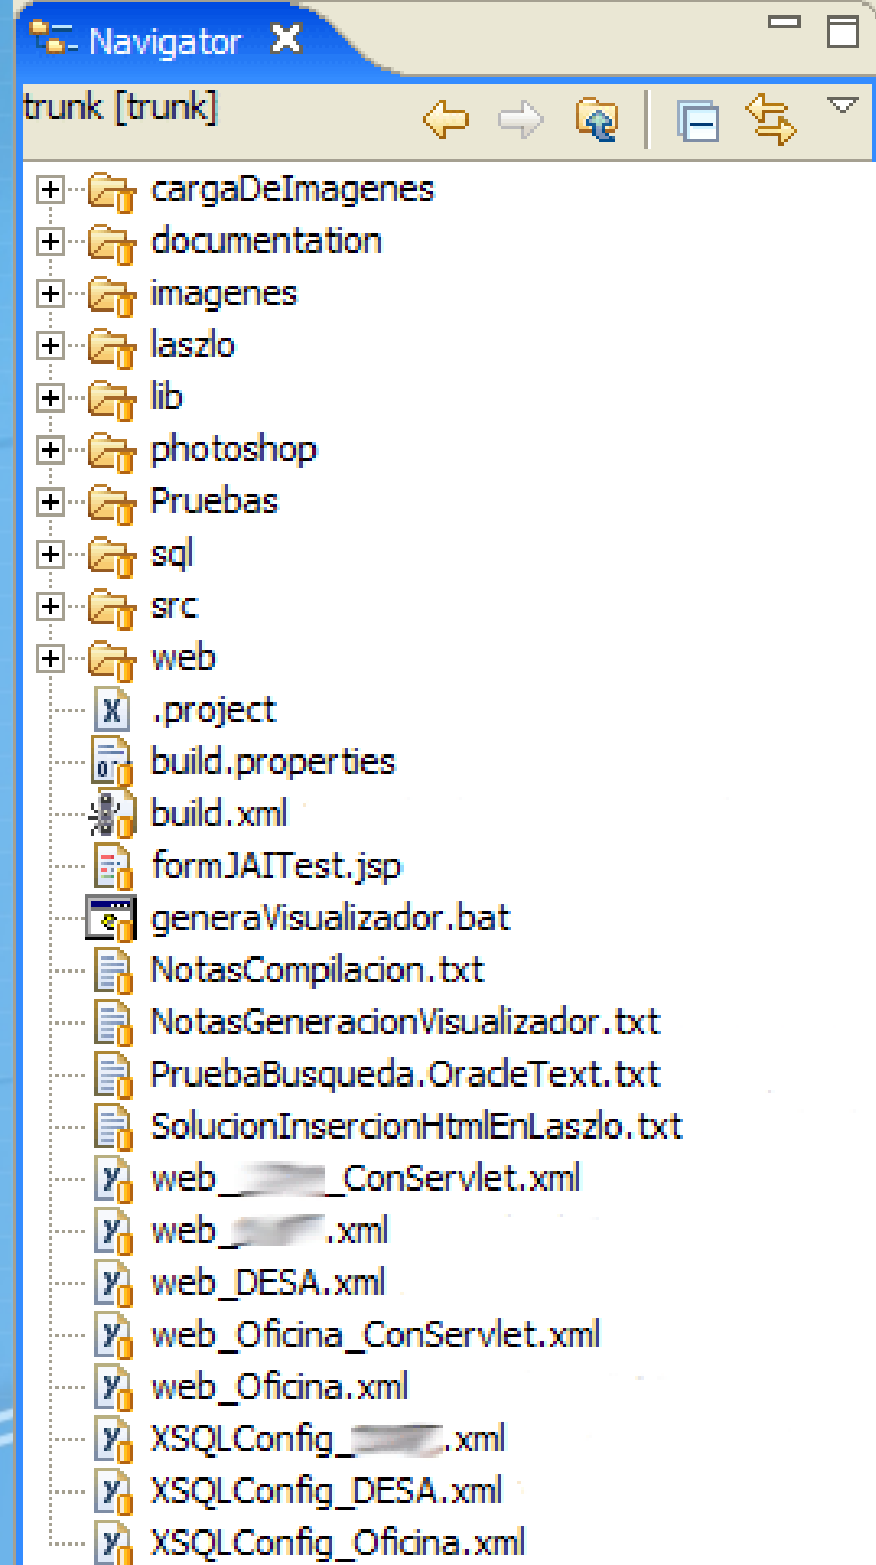 Navigator
trunk [trunk]
cargaDeImagenes
documentation
imagenes
laszlo
lib
photoshop
Pruebas
sql
src
web
.project
build.properties
build.xml
formJAITest.jsp
generaVisualizador.bat
NotasCompilacion.txt
NotasGeneracionVisualizador.txt
PruebaBusqueda.OracleText.txt
SolucionInsercionHtmlEnLaszlo.txt
web_ _ConServlet.xml
web_ .xml
web_DESA.xml
web_Oficina_ConServlet.xml
web_Oficina.xml
XSQLConfig_ .xml
XSQLConfig_DESA.xml
XSQLConfig_Oficina.xml